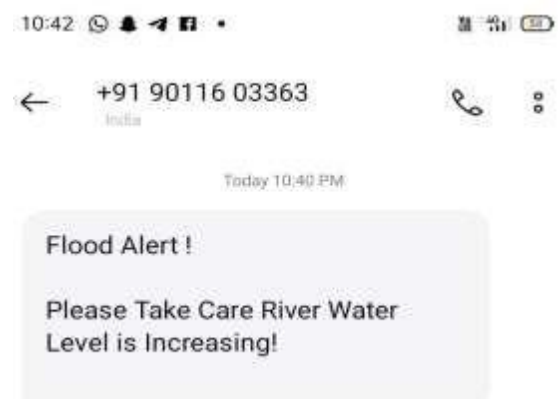 10:42
+91 90116 03363
India
Today 10:40 PM
Flood Alert !
Please Take Care River Water
Level is Increasing!